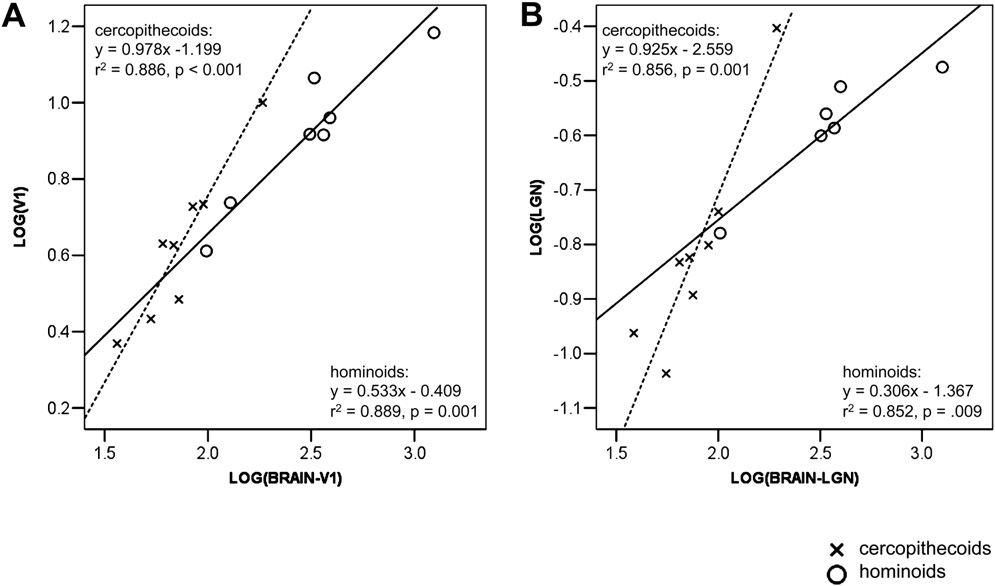 A
cercopithecoids:
y = 0.978x -1.199
r² = 0.886, p < 0.001
1.2
1.0
0.8
0.6
0.4
0.2
LOG(V1)
hominoids:
y = 0.533x - 0.409
r² = 0.889, p = 0.001
1.5 2.0 2.5 3.0
LOG(BRAIN-V1)
B
cercopithecoids:
y = 0.925x - 2.559
r² = 0.856, p = 0.001
-0.4
-0.5
-0.6
-0.7
-0.8
-0.9
-1.0
-1.1
LOG(LGN)
hominoids:
y = 0.306x - 1.367
r² = 0.852, p = .009
1.5 2.0 2.5 3.0
LOG(BRAIN-LGN)
cercopithecoids
hominoids